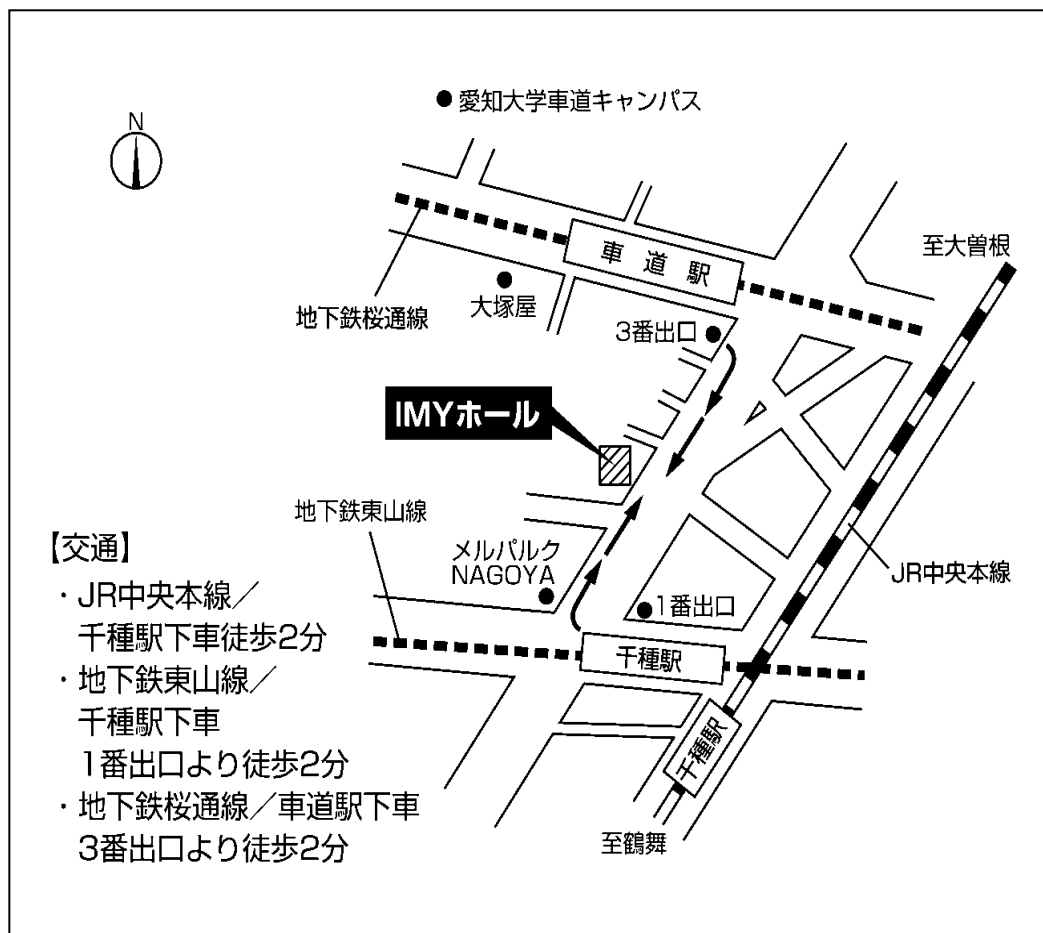 愛知大学車道キャンパス
N
至大曽根
車道駅
大塚屋
地下鉄桜通線
3番出口
IMYホール
地下鉄東山線
メルパルク
NAGOYA
JR中央本線
1番出口
千種駅
千種駅
至鶴舞
【交通】
・JR中央本線／
千種駅下車徒歩2分
・地下鉄東山線／
千種駅下車
1番出口より徒歩2分
・地下鉄桜通線／車道駅下車
3番出口より徒歩2分